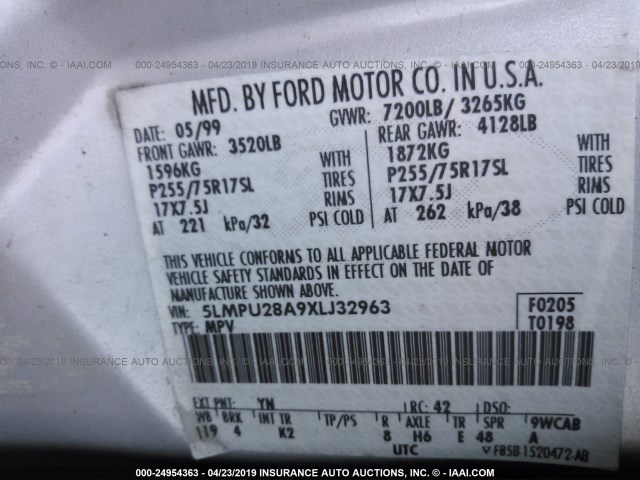 000-24954363 - 04/23/2019 INSURANCE AUTO AUCTIONS, INC. - IAAI.COM
MFD. BY FORD MOTOR CO. IN U.S.A.
DATE: 05/99 GVWR: 7200LB/ 3265KG
FRONT GAWR: 3520LB REAR GAWR: 4128LB
1596KG WITH 1872KG WITH
P255/75R17SL TIRES P255/75R17SL TIRES
17X7.5J RIMS 17X7.5J RIMS
AT 221 kPa/32 PSI COLD AT 262 kPa/38 PSI COLD
THIS VEHICLE CONFORMS TO ALL APPLICABLE FEDERAL MOTOR
VEHICLE SAFETY STANDARDS IN EFFECT ON THE DATE OF
MANUFACTURE SHOWN ABOVE.
VIN: 5LMPU28A9XLJ32963 F0205
TYPE: MPV T0198
EXT PNT: YN RC: 42 DSO:
WB BRK INT TR TP/PS R AXLE TR SPR 9WCAB
119 4 K2 8 H6 E 48 A
UTC F85B-1520472-AB
000-24954363 - 04/23/2019 INSURANCE AUTO AUCTIONS, INC. - IAAI.COM